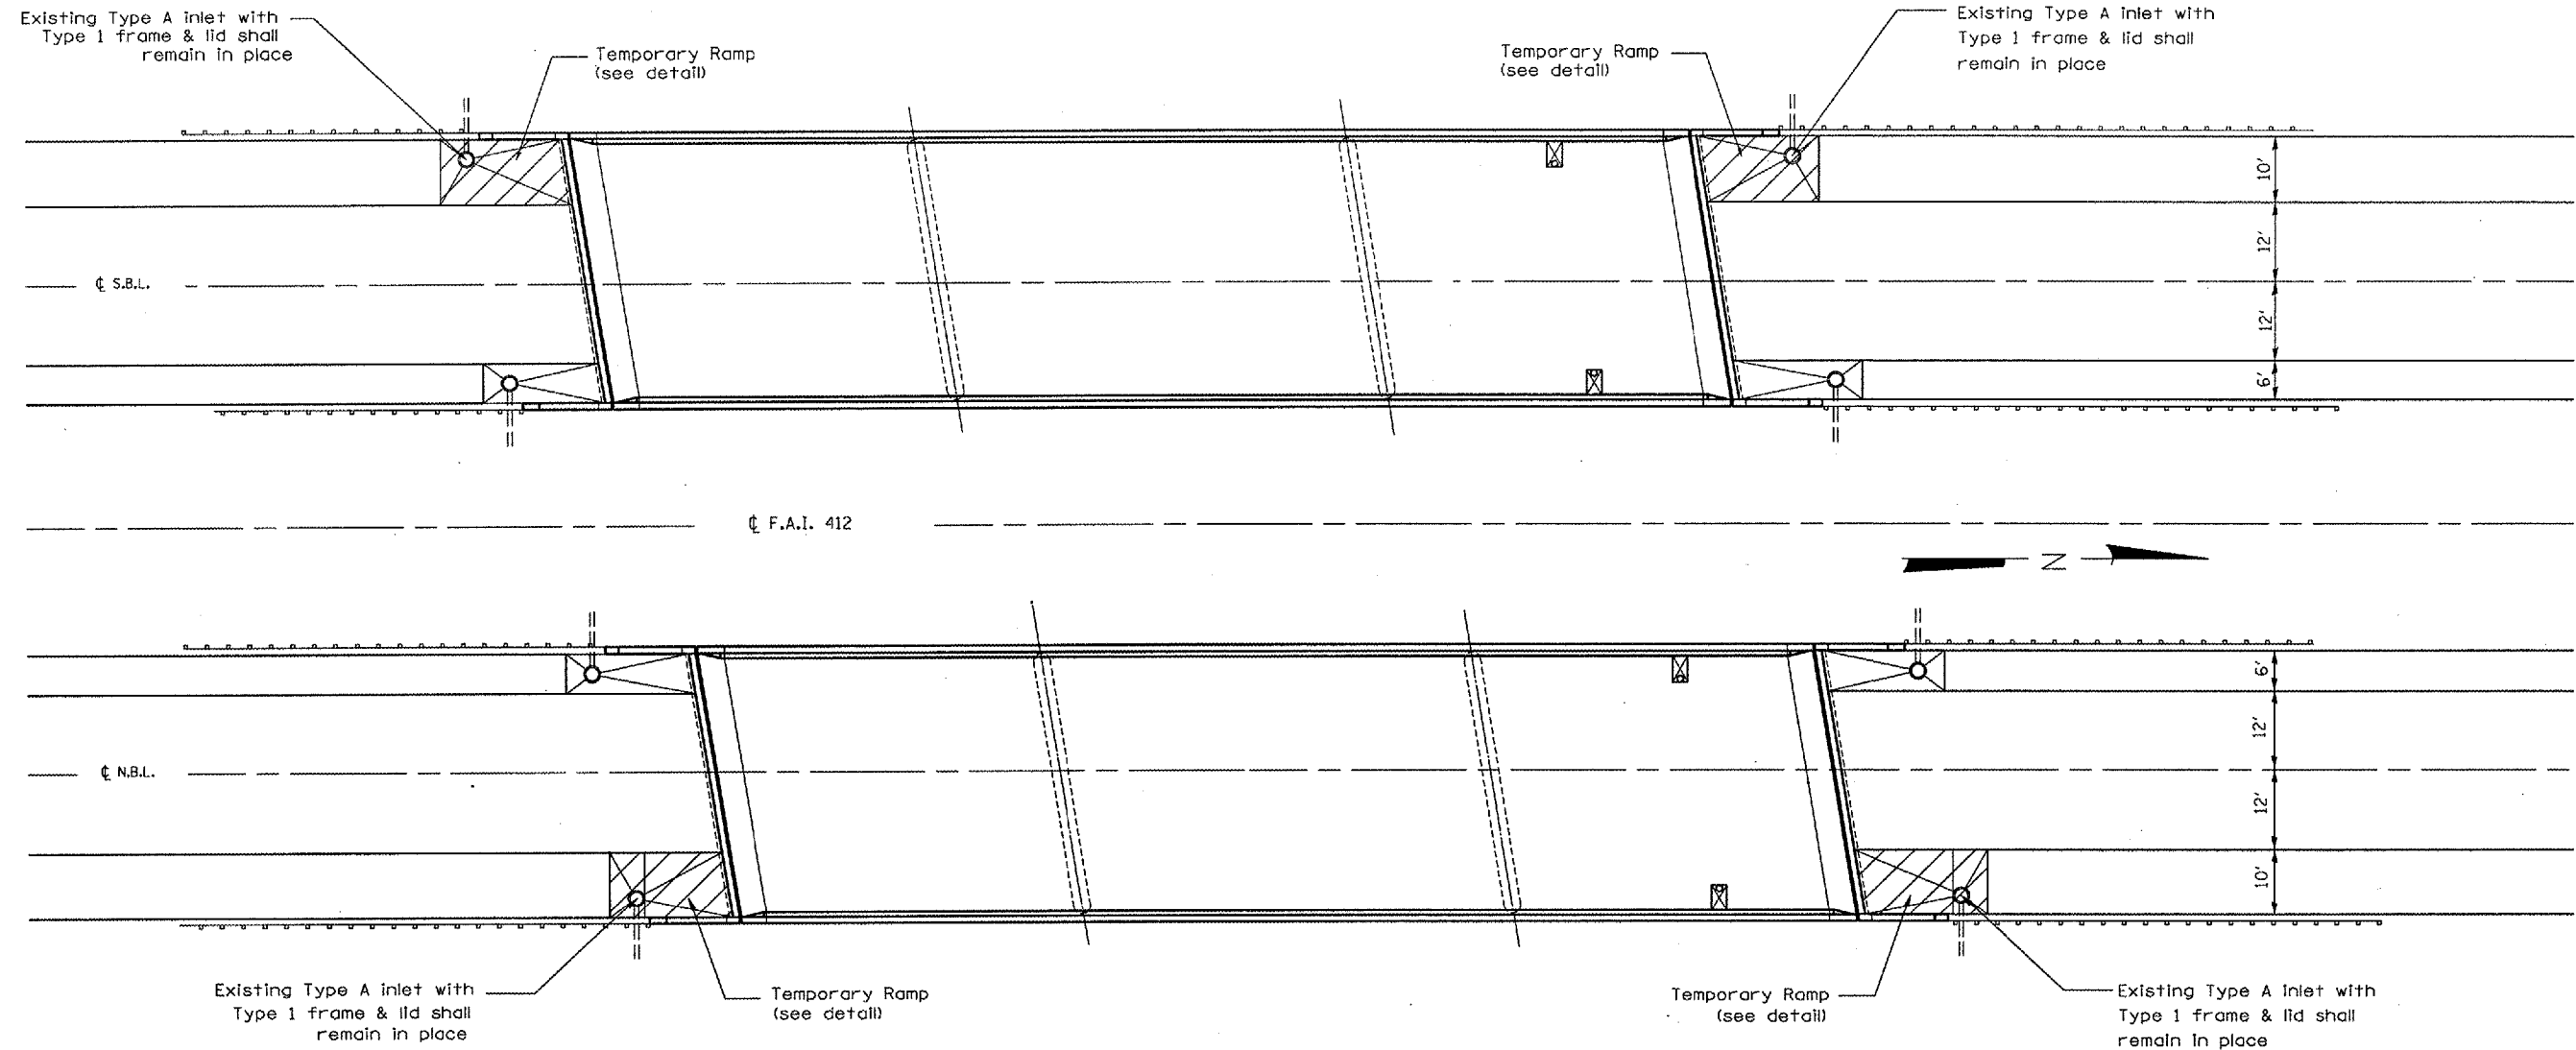 Existing Type A inlet with
Type 1 frame & lid shall
remain in place
Temporary Ramp
(see detail)
Temporary Ramp
(see detail)
Existing Type A inlet with
Type 1 frame & lid shall
remain in place
10'
12'
12'
6'
℄ S.B.L.
℄ F.A.I. 412
N
6'
12'
12'
10'
℄ N.B.L.
Existing Type A inlet with
Type 1 frame & lid shall
remain in place
Temporary Ramp
(see detail)
Temporary Ramp
(see detail)
Existing Type A inlet with
Type 1 frame & lid shall
remain in place